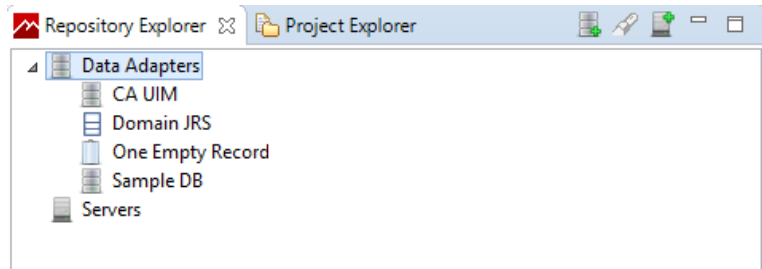 Repository Explorer Project Explorer
Data Adapters
CA UIM
Domain JRS
One Empty Record
Sample DB
Servers